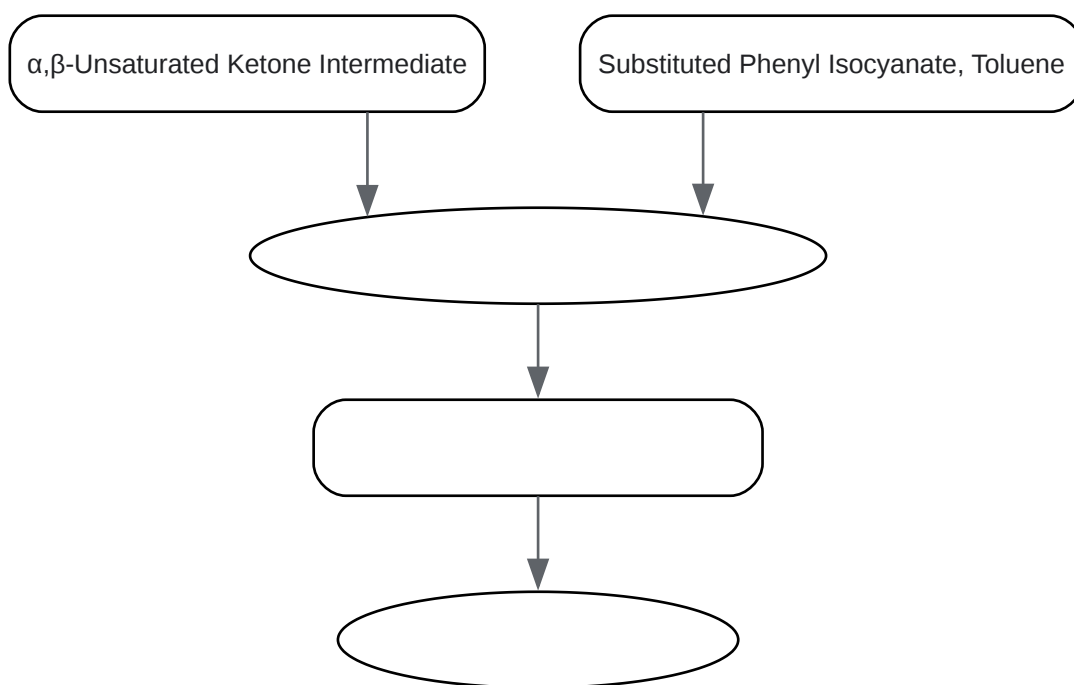 α,β-Unsaturated Ketone Intermediate
Substituted Phenyl Isocyanate, Toluene